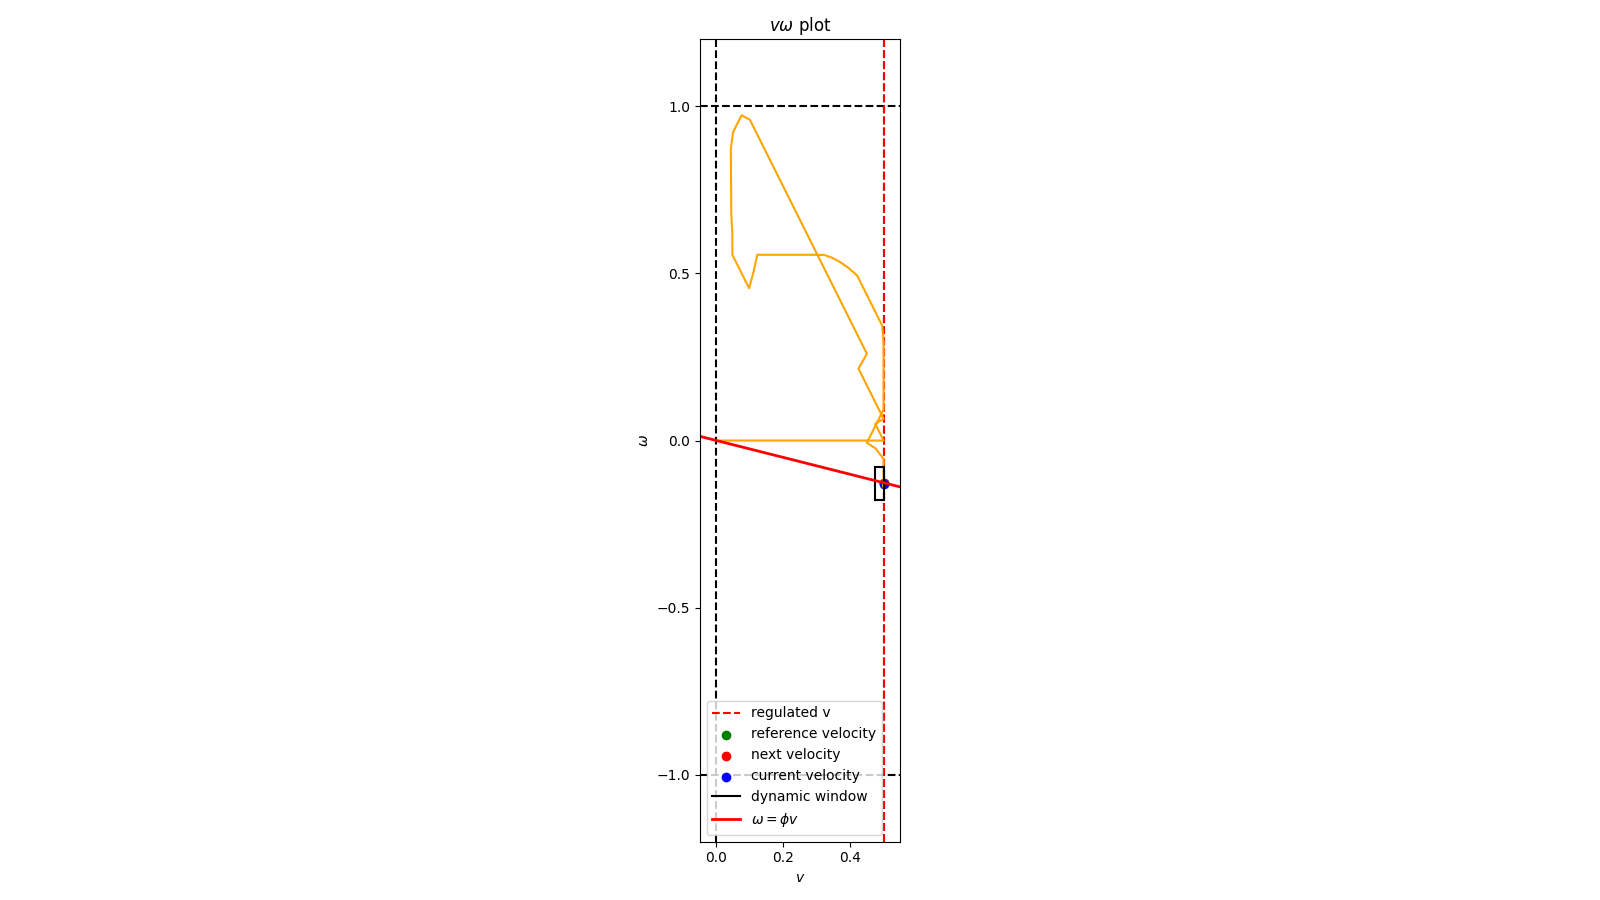 vω plot
1.0
0.5
ω
0.0
−0.5
−1.0
regulated v
reference velocity
next velocity
current velocity
dynamic window
ω = ϕv
0.0 0.2 0.4
v